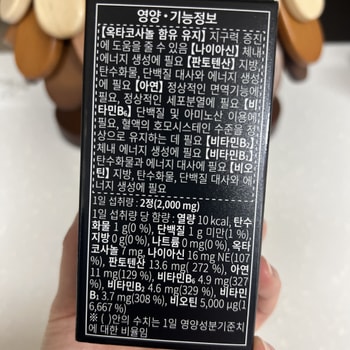 영양·기능정보
[옥타코사놀 함유 유지] 지구력 증진
에 도움을 줄 수 있음 [나이아신] 체내
에너지 생성에 필요 [판토텐산] 지방,
탄수화물, 단백질 대사와 에너지 생성
에 필요 [아연] 정상적인 면역기능에
필요, 정상적인 세포분열에 필요 [비
타민B₆] 단백질 및 아미노산 이용에
필요, 혈액의 호모시스테인 수준을 정
상으로 유지하는 데 필요 [비타민B₂]
체내 에너지 생성에 필요 [비타민B₁]
탄수화물과 에너지 대사에 필요 [비오
틴] 지방, 탄수화물, 단백질 대사와 에
너지 생성에 필요
1일 섭취량 : 2정(2,000 mg)
1일 섭취량 당 함량 : 열량 10 kcal, 탄수
화물 1 g(0 %), 단백질 1 g 미만(1 %),
지방 0 g(0 %), 나트륨 0 mg(0 %), 옥타
코사놀 7 mg, 나이아신 16 mg NE(107
%), 판토텐산 13.6 mg( 272 %), 아연
11 mg(129 %), 비타민B₆ 4.9 mg(327
%), 비타민B₂ 4.6 mg(329 %), 비타민
B₁ 3.7 mg(308 %), 비오틴 5,000 μg(1
6,667 %)
※ ( )안의 수치는 1일 영양성분기준치
에 대한 비율임